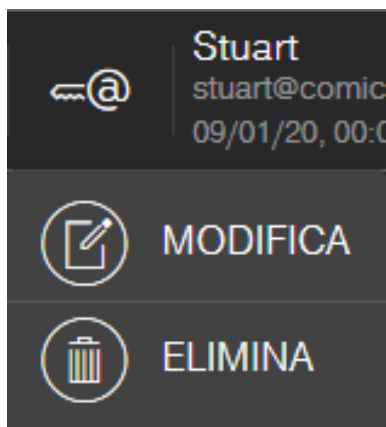 Stuart
stuart@comic
09/01/20, 00:0
MODIFICA
ELIMINA